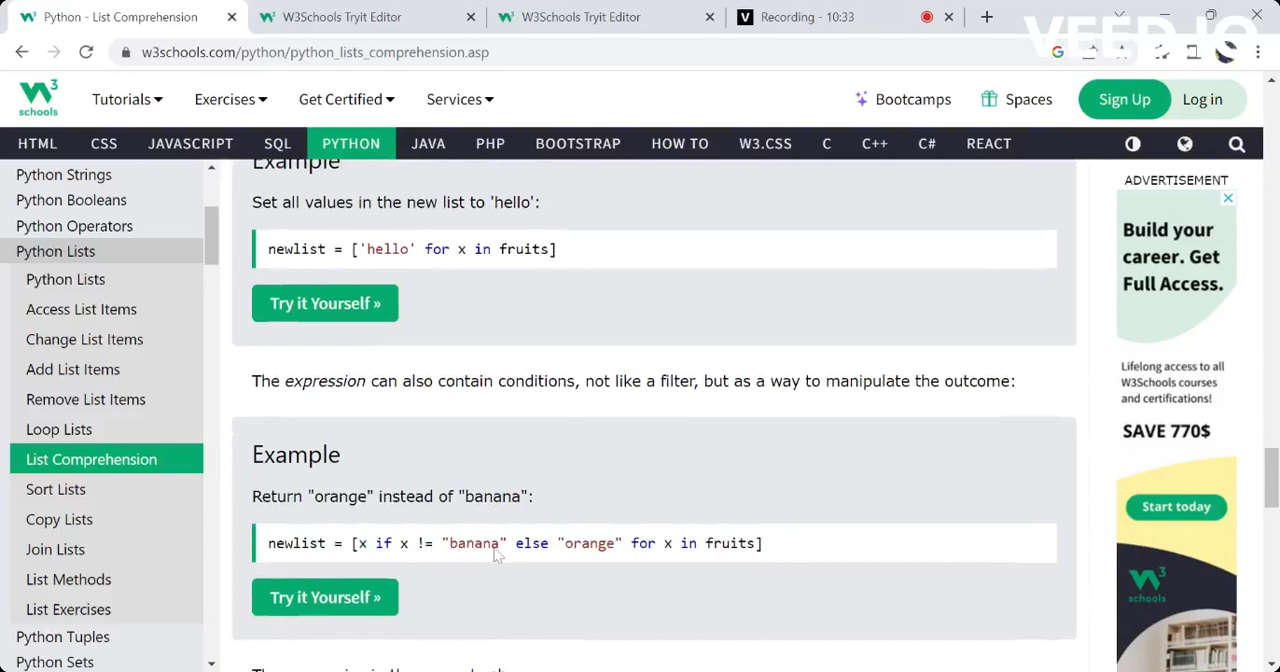 Python - List Comprehension
W3Schools Tryit Editor
W3Schools Tryit Editor
V
Recording - 10:33
VEED.IO
w3schools.com/python/python_lists_comprehension.asp
G
W3
schools
Tutorials
Exercises
Get Certified
Services
Bootcamps
Spaces
Sign Up
Log in
HTML
CSS
JAVASCRIPT
SQL
PYTHON
JAVA
PHP
BOOTSTRAP
HOW TO
W3.CSS
C
C++
C#
REACT
Python Strings
Python Booleans
Python Operators
Python Lists
Python Lists
Access List Items
Change List Items
Add List Items
Remove List Items
Loop Lists
List Comprehension
Sort Lists
Copy Lists
Join Lists
List Methods
List Exercises
Python Tuples
Python Sets
Example
Set all values in the new list to 'hello':
newlist = ['hello' for x in fruits]
Try it Yourself »
The expression can also contain conditions, not like a filter, but as a way to manipulate the outcome:
Example
Return "orange" instead of "banana":
newlist = [x if x != "banana" else "orange" for x in fruits]
Try it Yourself »
ADVERTISEMENT
Build your
career. Get
Full Access.
Lifelong access to all
W3Schools courses
and certifications!
SAVE 770$
Start today
W3
schools